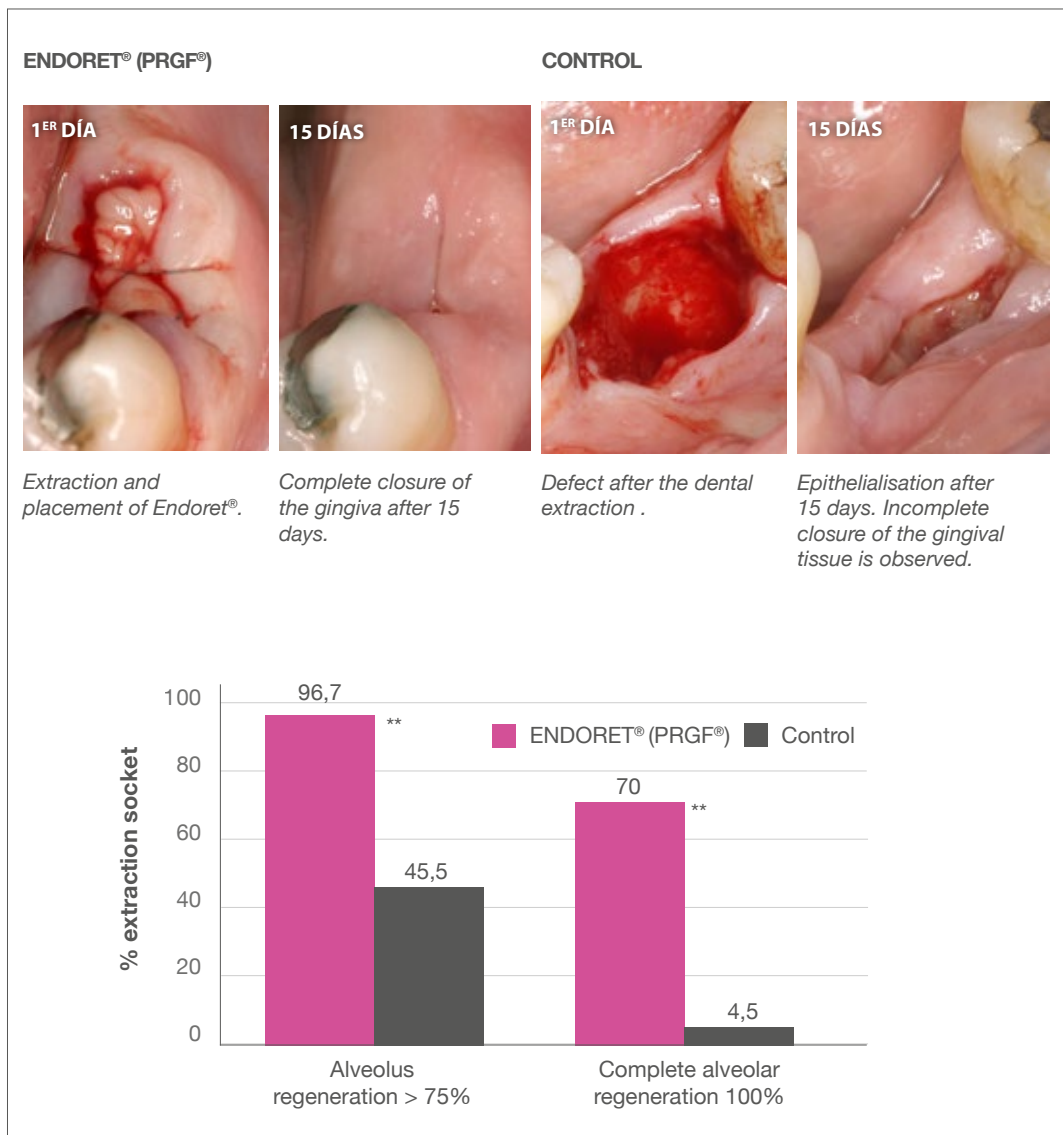 ENDORET® (PRGF®)
CONTROL
1ER DÍA
15 DÍAS
1ER DÍA
15 DÍAS
Extraction and
placement of Endoret®.
Complete closure of
the gingiva after 15
days.
Defect after the dental
extraction .
Epithelialisation after
15 days. Incomplete
closure of the gingival
tissue is observed.
% extraction socket
100
80
60
40
20
0
96,7
**
45,5
70
**
4,5
ENDORET® (PRGF®)
Control
Alveolus
regeneration > 75%
Complete alveolar
regeneration 100%